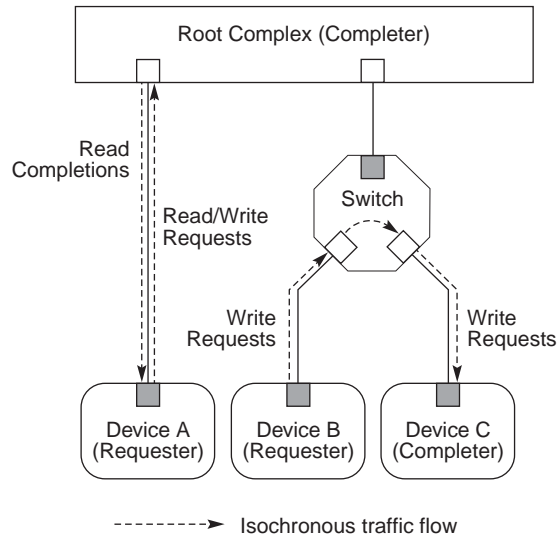 Root Complex (Completer)
Read
Completions
Read/Write
Requests
Switch
Write
Requests
Write
Requests
Device A
(Requester)
Device B
(Requester)
Device C
(Completer)
Isochronous traffic flow